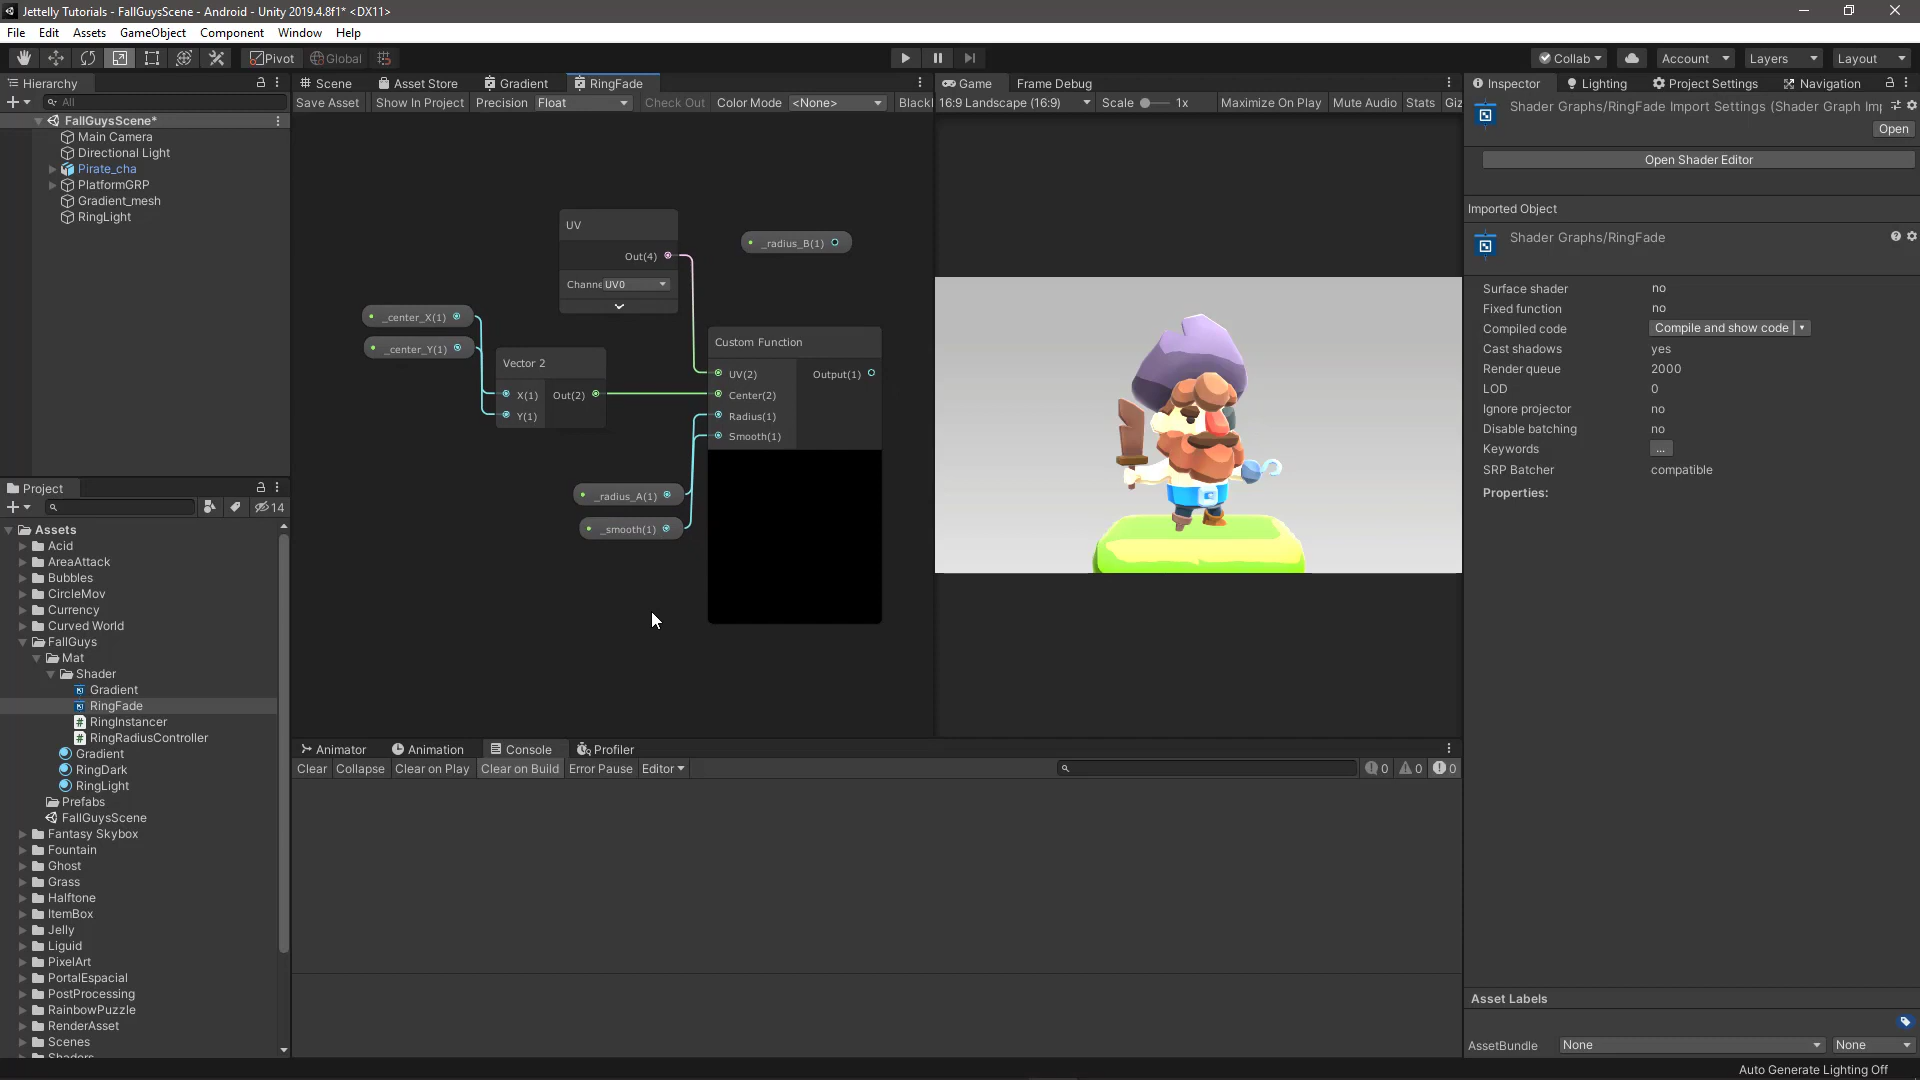 Jettelly Tutorials - FallGuysScene - Android - Unity 2019.4.8f1* <DX11>
File Edit Assets GameObject Component Window Help
Pivot Global Collab Account Layers Layout
Hierarchy
All
FallGuysScene*
Main Camera
Directional Light
Pirate_cha
PlatformGRP
Gradient_mesh
RingLight
Scene Asset Store Gradient RingFade
Save Asset Show In Project Precision Float Check Out Color Mode <None> Blackl
UV
Out(4)
Channe UV0
_radius_B(1)
_center_X(1)
_center_Y(1)
Vector 2
X(1) Out(2)
Y(1)
Custom Function
UV(2) Output(1)
Center(2)
Radius(1)
Smooth(1)
_radius_A(1)
_smooth(1)
Game Frame Debug
16:9 Landscape (16:9) Scale 1x Maximize On Play Mute Audio Stats Giz
Inspector Lighting Project Settings Navigation
Shader Graphs/RingFade Import Settings (Shader Graph Imp
Open
Open Shader Editor
Imported Object
Shader Graphs/RingFade
Surface shader no
Fixed function no
Compiled code Compile and show code
Cast shadows yes
Render queue 2000
LOD 0
Ignore projector no
Disable batching no
Keywords ...
SRP Batcher compatible
Properties:
Project
14
Assets
Acid
AreaAttack
Bubbles
CircleMov
Currency
Curved World
FallGuys
Mat
Shader
Gradient
RingFade
RingInstancer
RingRadiusController
Gradient
RingDark
RingLight
Prefabs
FallGuysScene
Fantasy Skybox
Fountain
Ghost
Grass
Halftone
ItemBox
Jelly
Liguid
PixelArt
PortalEspacial
PostProcessing
RainbowPuzzle
RenderAsset
Scenes
Shaders
Animator Animation Console Profiler
Clear Collapse Clear on Play Clear on Build Error Pause Editor 0 0 0
Asset Labels
AssetBundle None None
Auto Generate Lighting Off